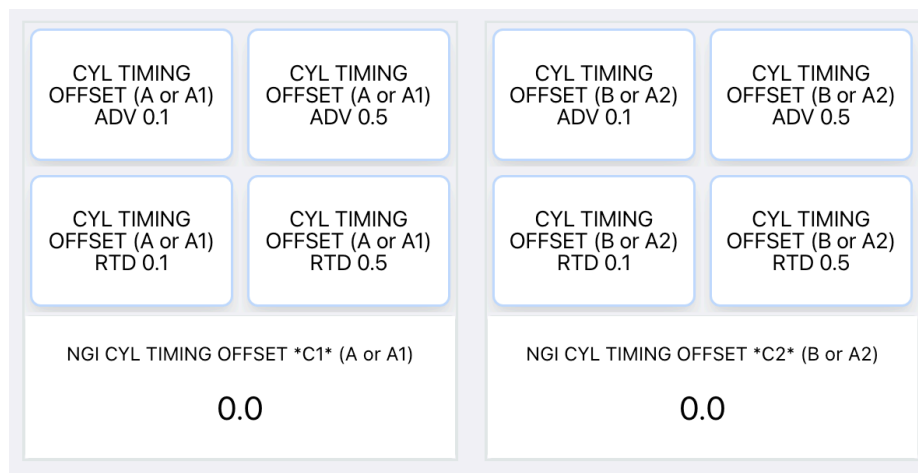 CYL TIMING
OFFSET (A or A1)
ADV 0.1
CYL TIMING
OFFSET (A or A1)
ADV 0.5
CYL TIMING
OFFSET (A or A1)
RTD 0.1
CYL TIMING
OFFSET (A or A1)
RTD 0.5
NGI CYL TIMING OFFSET *C1* (A or A1)
0.0
CYL TIMING
OFFSET (B or A2)
ADV 0.1
CYL TIMING
OFFSET (B or A2)
ADV 0.5
CYL TIMING
OFFSET (B or A2)
RTD 0.1
CYL TIMING
OFFSET (B or A2)
RTD 0.5
NGI CYL TIMING OFFSET *C2* (B or A2)
0.0